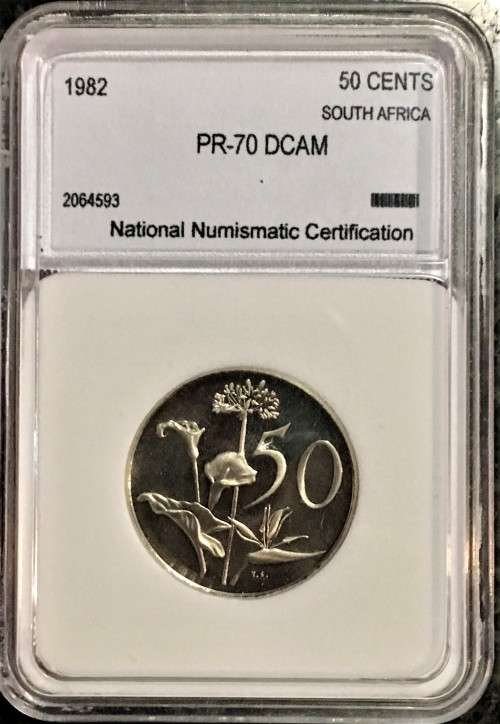 1982 50 CENTS
SOUTH AFRICA
PR-70 DCAM
2064593
National Numismatic Certification
50
T.S.